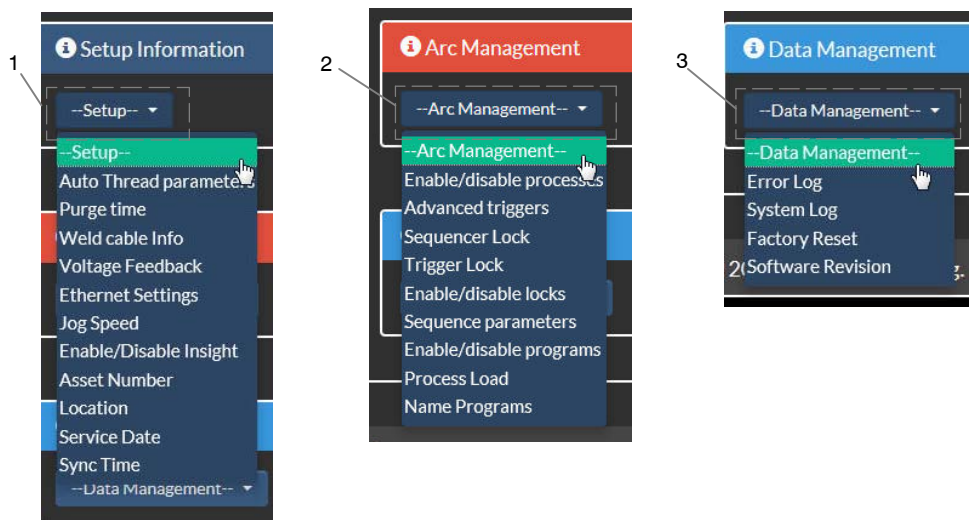 1
Setup Information
--Setup--
--Setup--
Auto Thread parameters
Purge time
Weld cable Info
Voltage Feedback
Ethernet Settings
Jog Speed
Enable/Disable Insight
Asset Number
Location
Service Date
Sync Time
--Data Management--
2
Arc Management
--Arc Management--
--Arc Management--
Enable/disable processes
Advanced triggers
Sequencer Lock
Trigger Lock
Enable/disable locks
Sequence parameters
Enable/disable programs
Process Load
Name Programs
3
Data Management
--Data Management--
--Data Management--
Error Log
System Log
Factory Reset
Software Revision